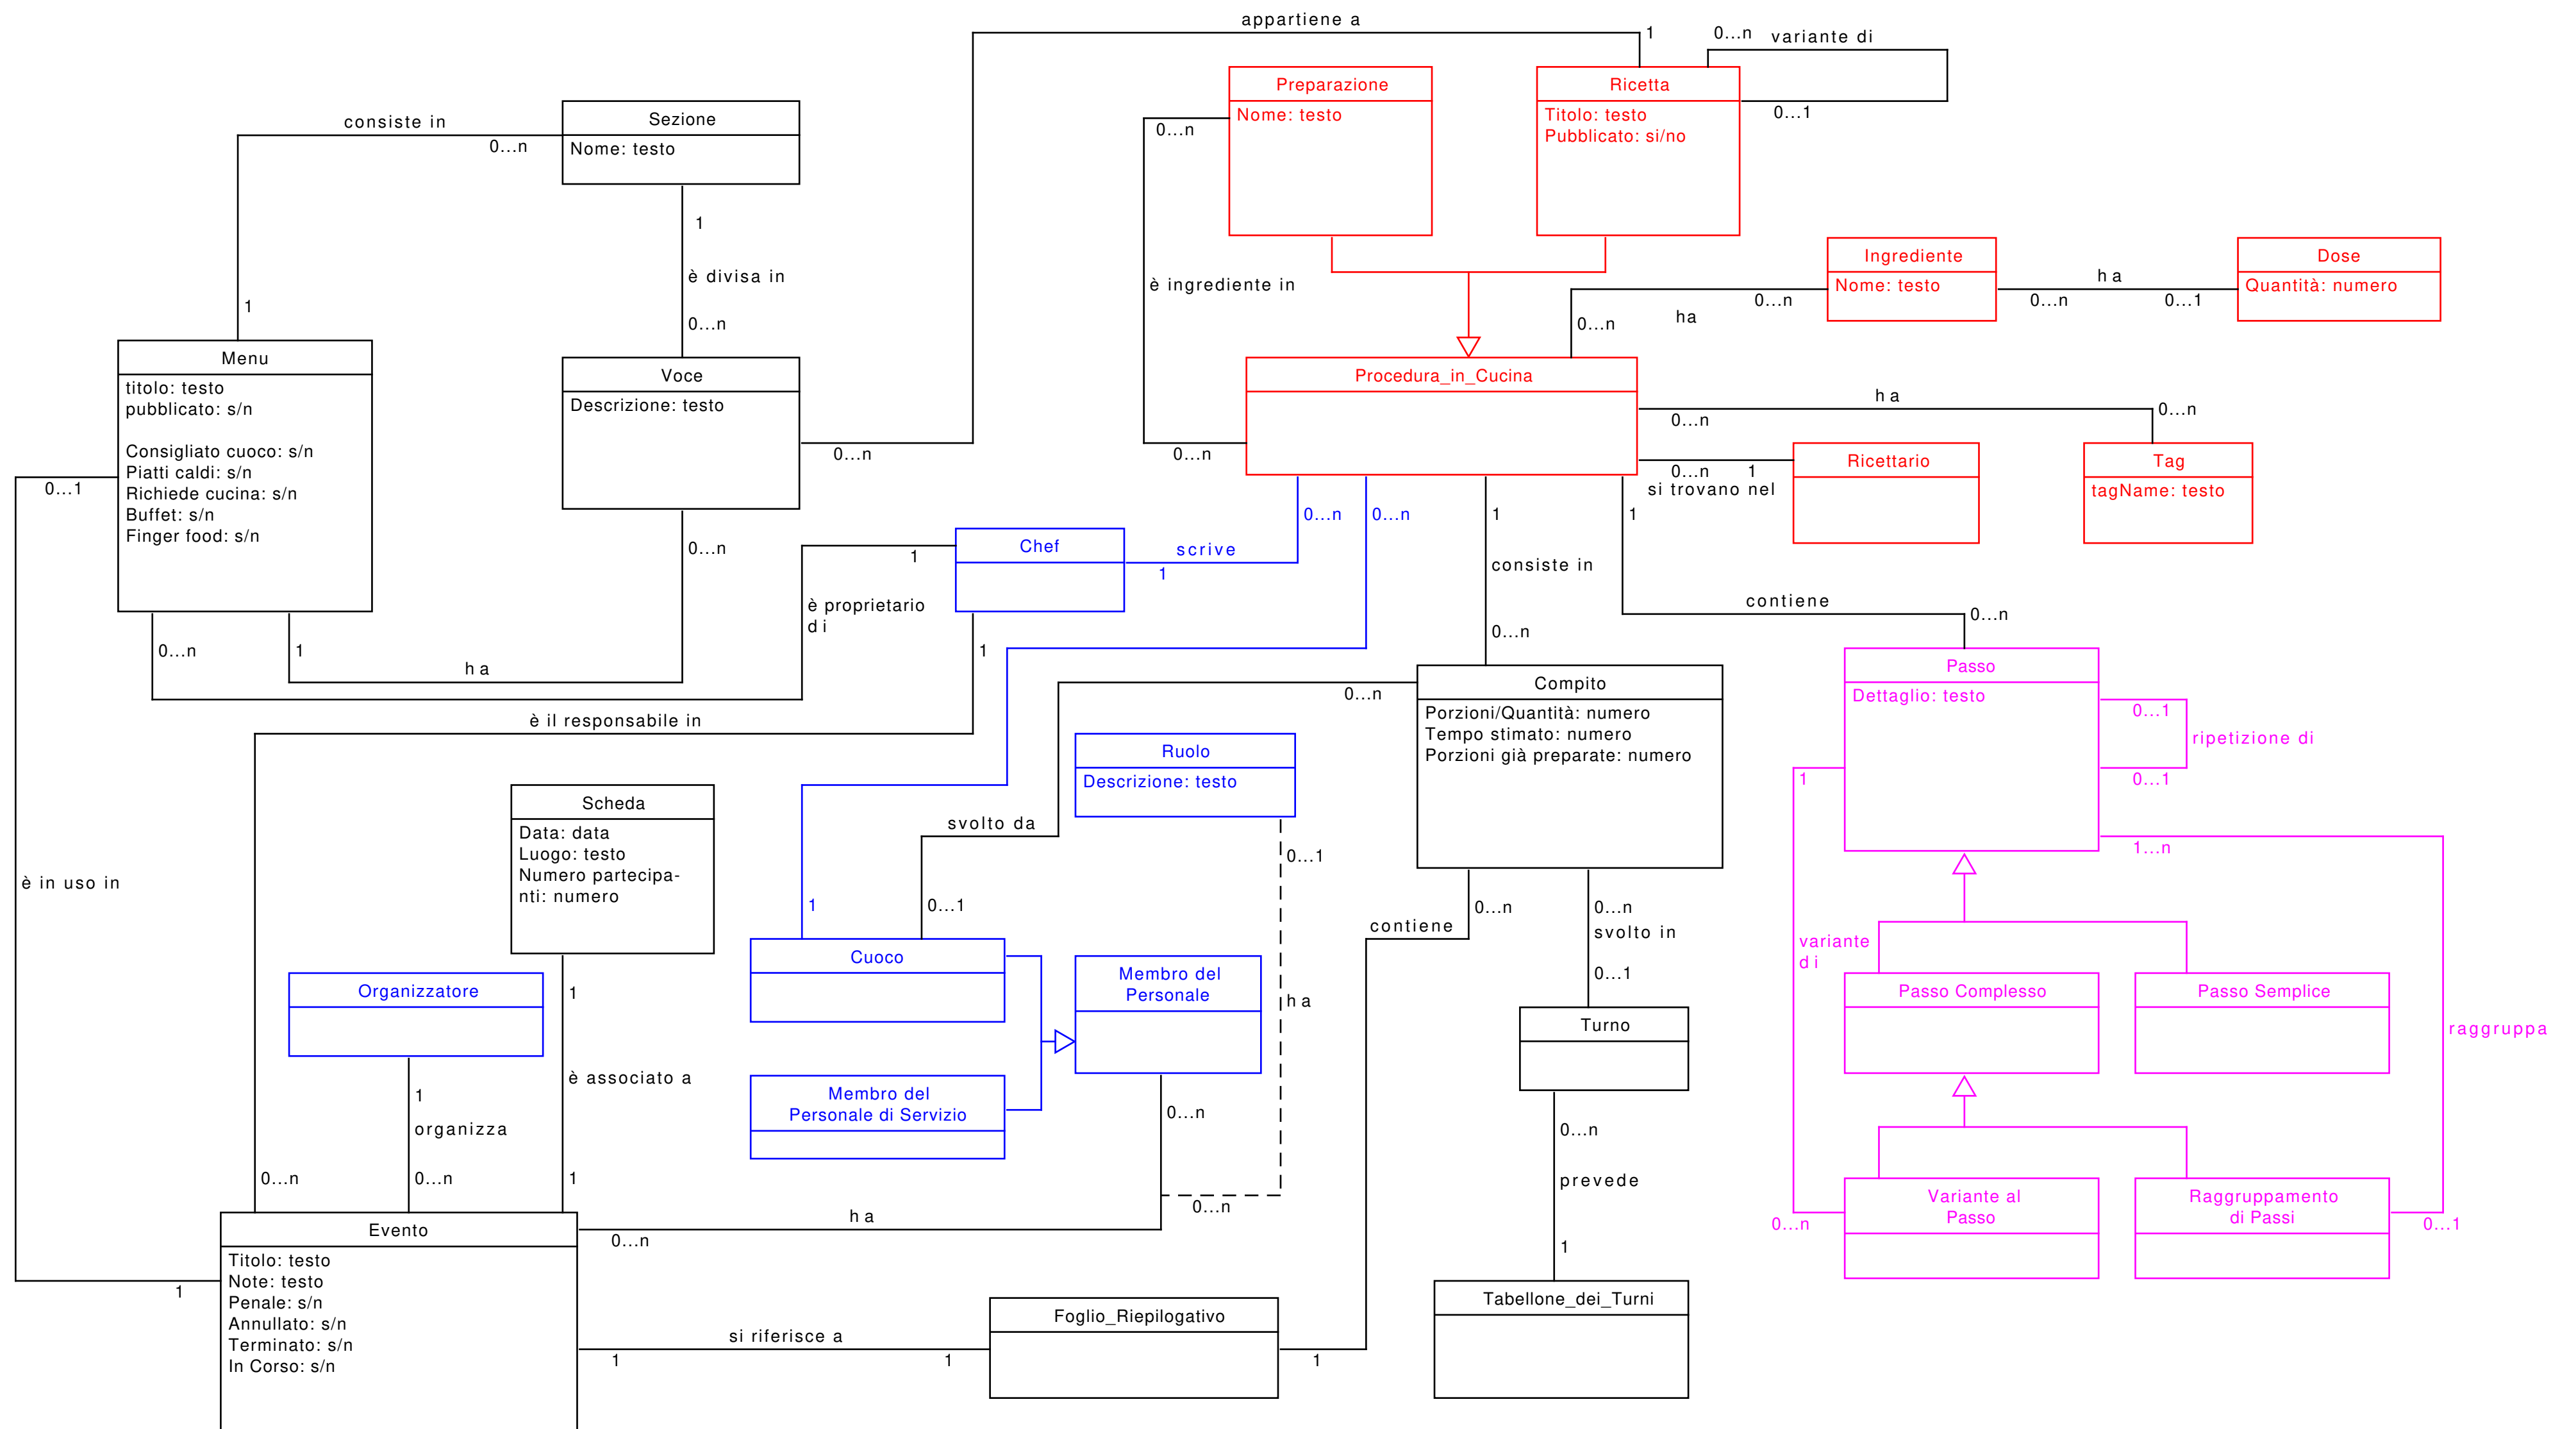 appartiene a
1
0...n
variante di
0...1
Preparazione
Nome: testo
Ricetta
Titolo: testo
Pubblicato: si/no
consiste in
0...n
1
Sezione
Nome: testo
1
è divisa in
0...n
0...n
è ingrediente in
0...n
Ingrediente
Nome: testo
0...n
ha
0...n
0...n
ha
0...1
Dose
Quantità: numero
Menu
titolo: testo
pubblicato: s/n
Consigliato cuoco: s/n
Piatti caldi: s/n
Richiede cucina: s/n
Buffet: s/n
Finger food: s/n
Voce
Descrizione: testo
0...n
Procedura_in_Cucina
ha
0...n
0...n
0...n
1
si trovano nel
Ricettario
Tag
tagName: testo
0...1
0...n
Chef
1
scrive
1
0...n
0...n
1
consiste in
0...n
1
contiene
0...n
è proprietario
di
0...n
1
ha
1
è il responsabile in
0...n
Compito
Porzioni/Quantità: numero
Tempo stimato: numero
Porzioni già preparate: numero
Passo
Dettaglio: testo
0...1
ripetizione di
0...1
1
1...n
Ruolo
Descrizione: testo
Scheda
Data: data
Luogo: testo
Numero partecipa-
nti: numero
svolto da
0...1
è in uso in
1
0...1
contiene
0...n
0...n
svolto in
0...1
variante
di
Cuoco
Membro del
Personale
ha
Organizzatore
1
Passo Complesso
Passo Semplice
raggruppa
Turno
è associato a
1
organizza
0...n
Membro del
Personale di Servizio
0...n
0...n
prevede
1
0...n
1
0...n
Variante al
Passo
Raggruppamento
di Passi
0...n
0...1
ha
0...n
Evento
Titolo: testo
Note: testo
Penale: s/n
Annullato: s/n
Terminato: s/n
In Corso: s/n
1
si riferisce a
1
1
Foglio_Riepilogativo
1
Tabellone_dei_Turni